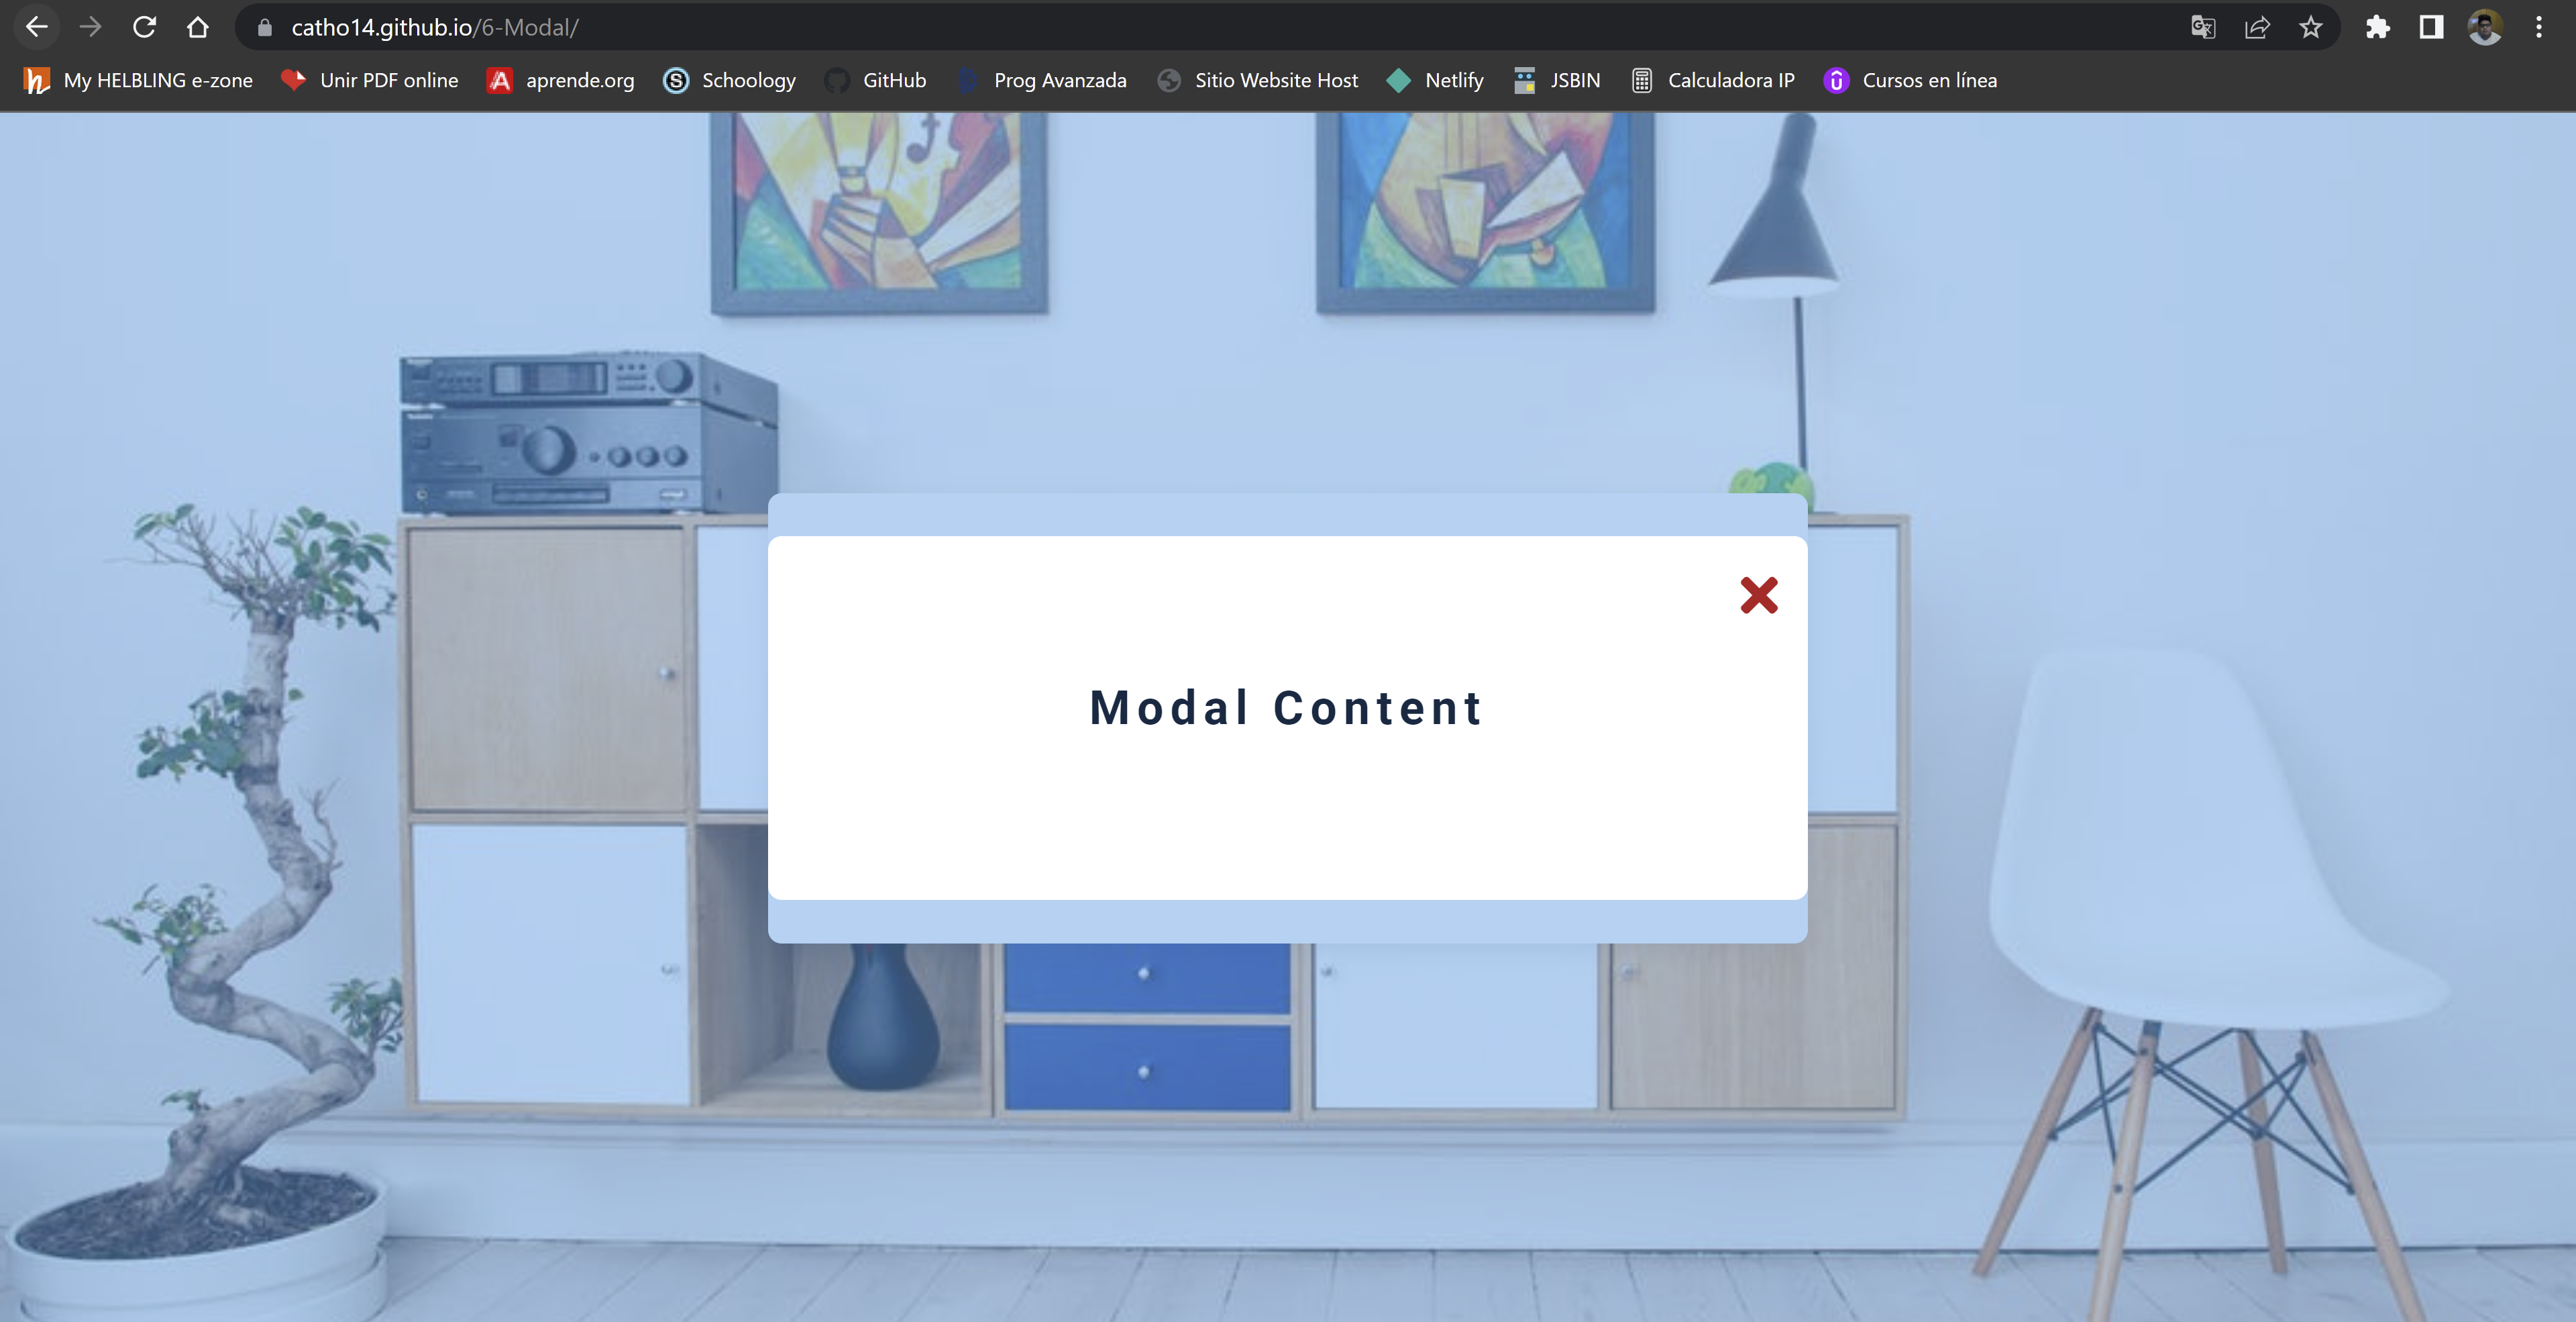 catho14.github.io/6-Modal/
My HELBLING e-zone Unir PDF online aprende.org Schoology GitHub Prog Avanzada Sitio Website Host Netlify JSBIN Calculadora IP Cursos en línea
Modal Content